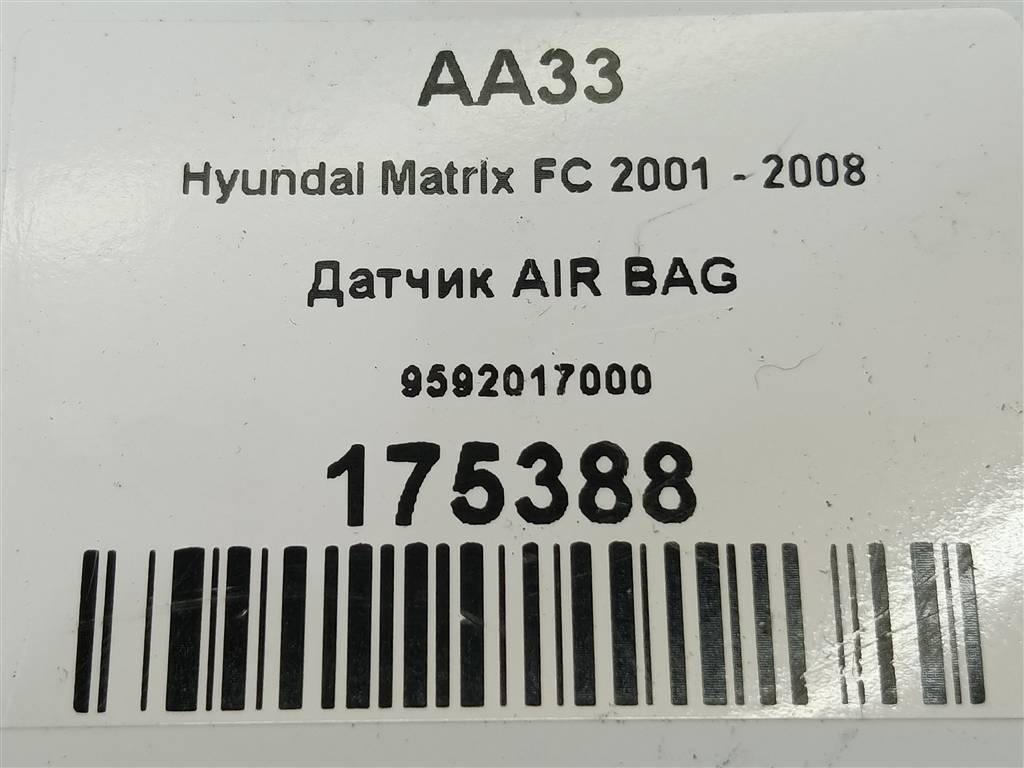 AA33
Hyundai Matrix FC 2001 - 2008
Датчик AIR BAG
9592017000
175388